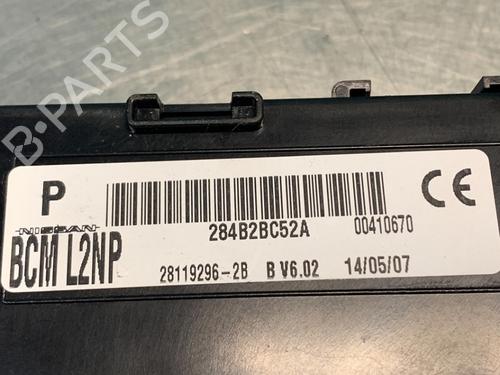 B-PARTS
P
NISSAN
284B2BC52A
00410670
CE
BCM L2NP
28119296-2B B V6.02 14/05/07